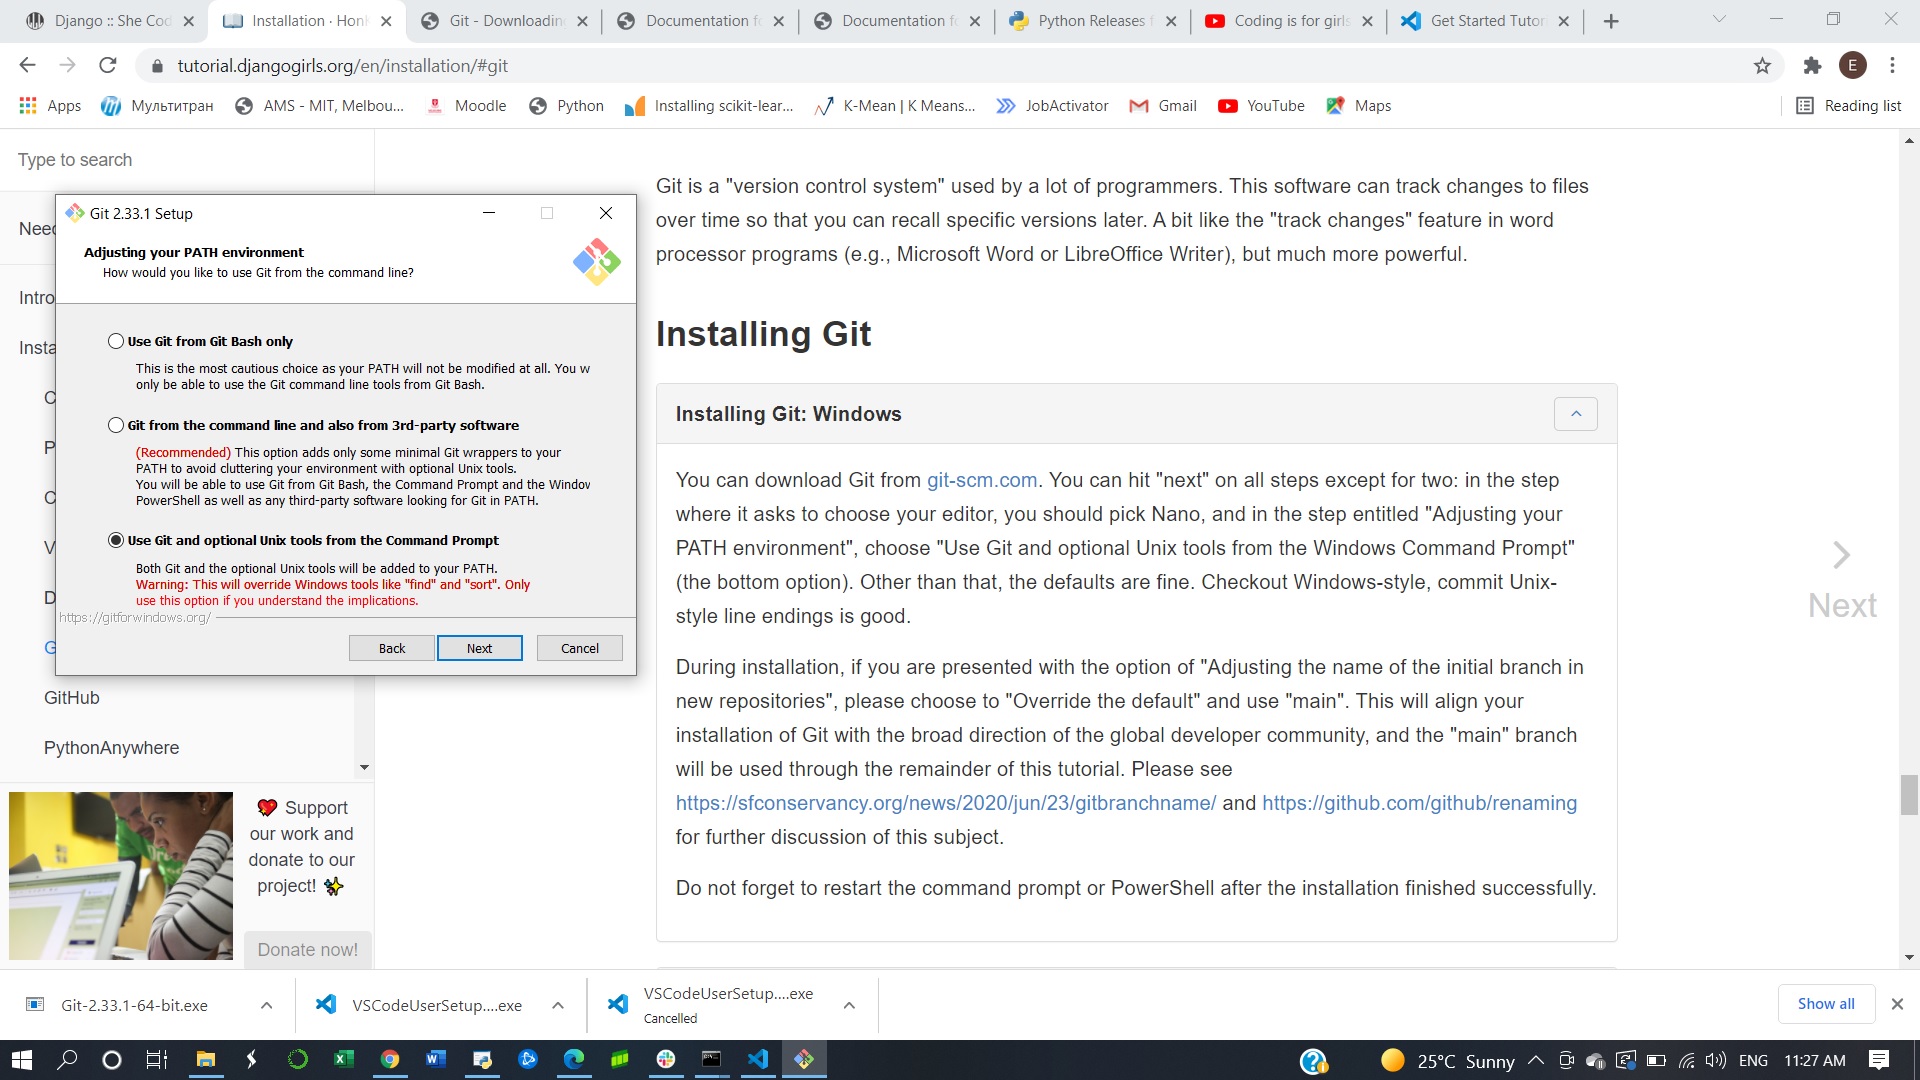 Django :: She Cod
Installation · Honk
Git - Downloadin
Documentation fo
Documentation fo
Python Releases f
Coding is for girls
Get Started Tutor
tutorial.djangogirls.org/en/installation/#git
E
Apps
Мультитран
AMS - MIT, Melbou...
Moodle
Python
Installing scikit-lear...
K-Mean | K Means...
JobActivator
Gmail
YouTube
Maps
Reading list
Type to search
Need
Intro
Insta
C
P
C
V
D
G
GitHub
PythonAnywhere
Support
our work and
donate to our
project!
Donate now!
Git 2.33.1 Setup
Adjusting your PATH environment
How would you like to use Git from the command line?
Use Git from Git Bash only
This is the most cautious choice as your PATH will not be modified at all. You w
only be able to use the Git command line tools from Git Bash.
Git from the command line and also from 3rd-party software
(Recommended) This option adds only some minimal Git wrappers to your
PATH to avoid cluttering your environment with optional Unix tools.
You will be able to use Git from Git Bash, the Command Prompt and the Window
PowerShell as well as any third-party software looking for Git in PATH.
Use Git and optional Unix tools from the Command Prompt
Both Git and the optional Unix tools will be added to your PATH.
Warning: This will override Windows tools like "find" and "sort". Only
use this option if you understand the implications.
https://gitforwindows.org/
Back
Next
Cancel
Git is a "version control system" used by a lot of programmers. This software can track changes to files
over time so that you can recall specific versions later. A bit like the "track changes" feature in word
processor programs (e.g., Microsoft Word or LibreOffice Writer), but much more powerful.
Installing Git
Installing Git: Windows
You can download Git from git-scm.com. You can hit "next" on all steps except for two: in the step
where it asks to choose your editor, you should pick Nano, and in the step entitled "Adjusting your
PATH environment", choose "Use Git and optional Unix tools from the Windows Command Prompt"
(the bottom option). Other than that, the defaults are fine. Checkout Windows-style, commit Unix-
style line endings is good.
During installation, if you are presented with the option of "Adjusting the name of the initial branch in
new repositories", please choose to "Override the default" and use "main". This will align your
installation of Git with the broad direction of the global developer community, and the "main" branch
will be used through the remainder of this tutorial. Please see
https://sfconservancy.org/news/2020/jun/23/gitbranchname/ and https://github.com/github/renaming
for further discussion of this subject.
Do not forget to restart the command prompt or PowerShell after the installation finished successfully.
Next
Git-2.33.1-64-bit.exe
VSCodeUserSetup....exe
VSCodeUserSetup....exe
Cancelled
Show all
25°C Sunny
ENG
11:27 AM